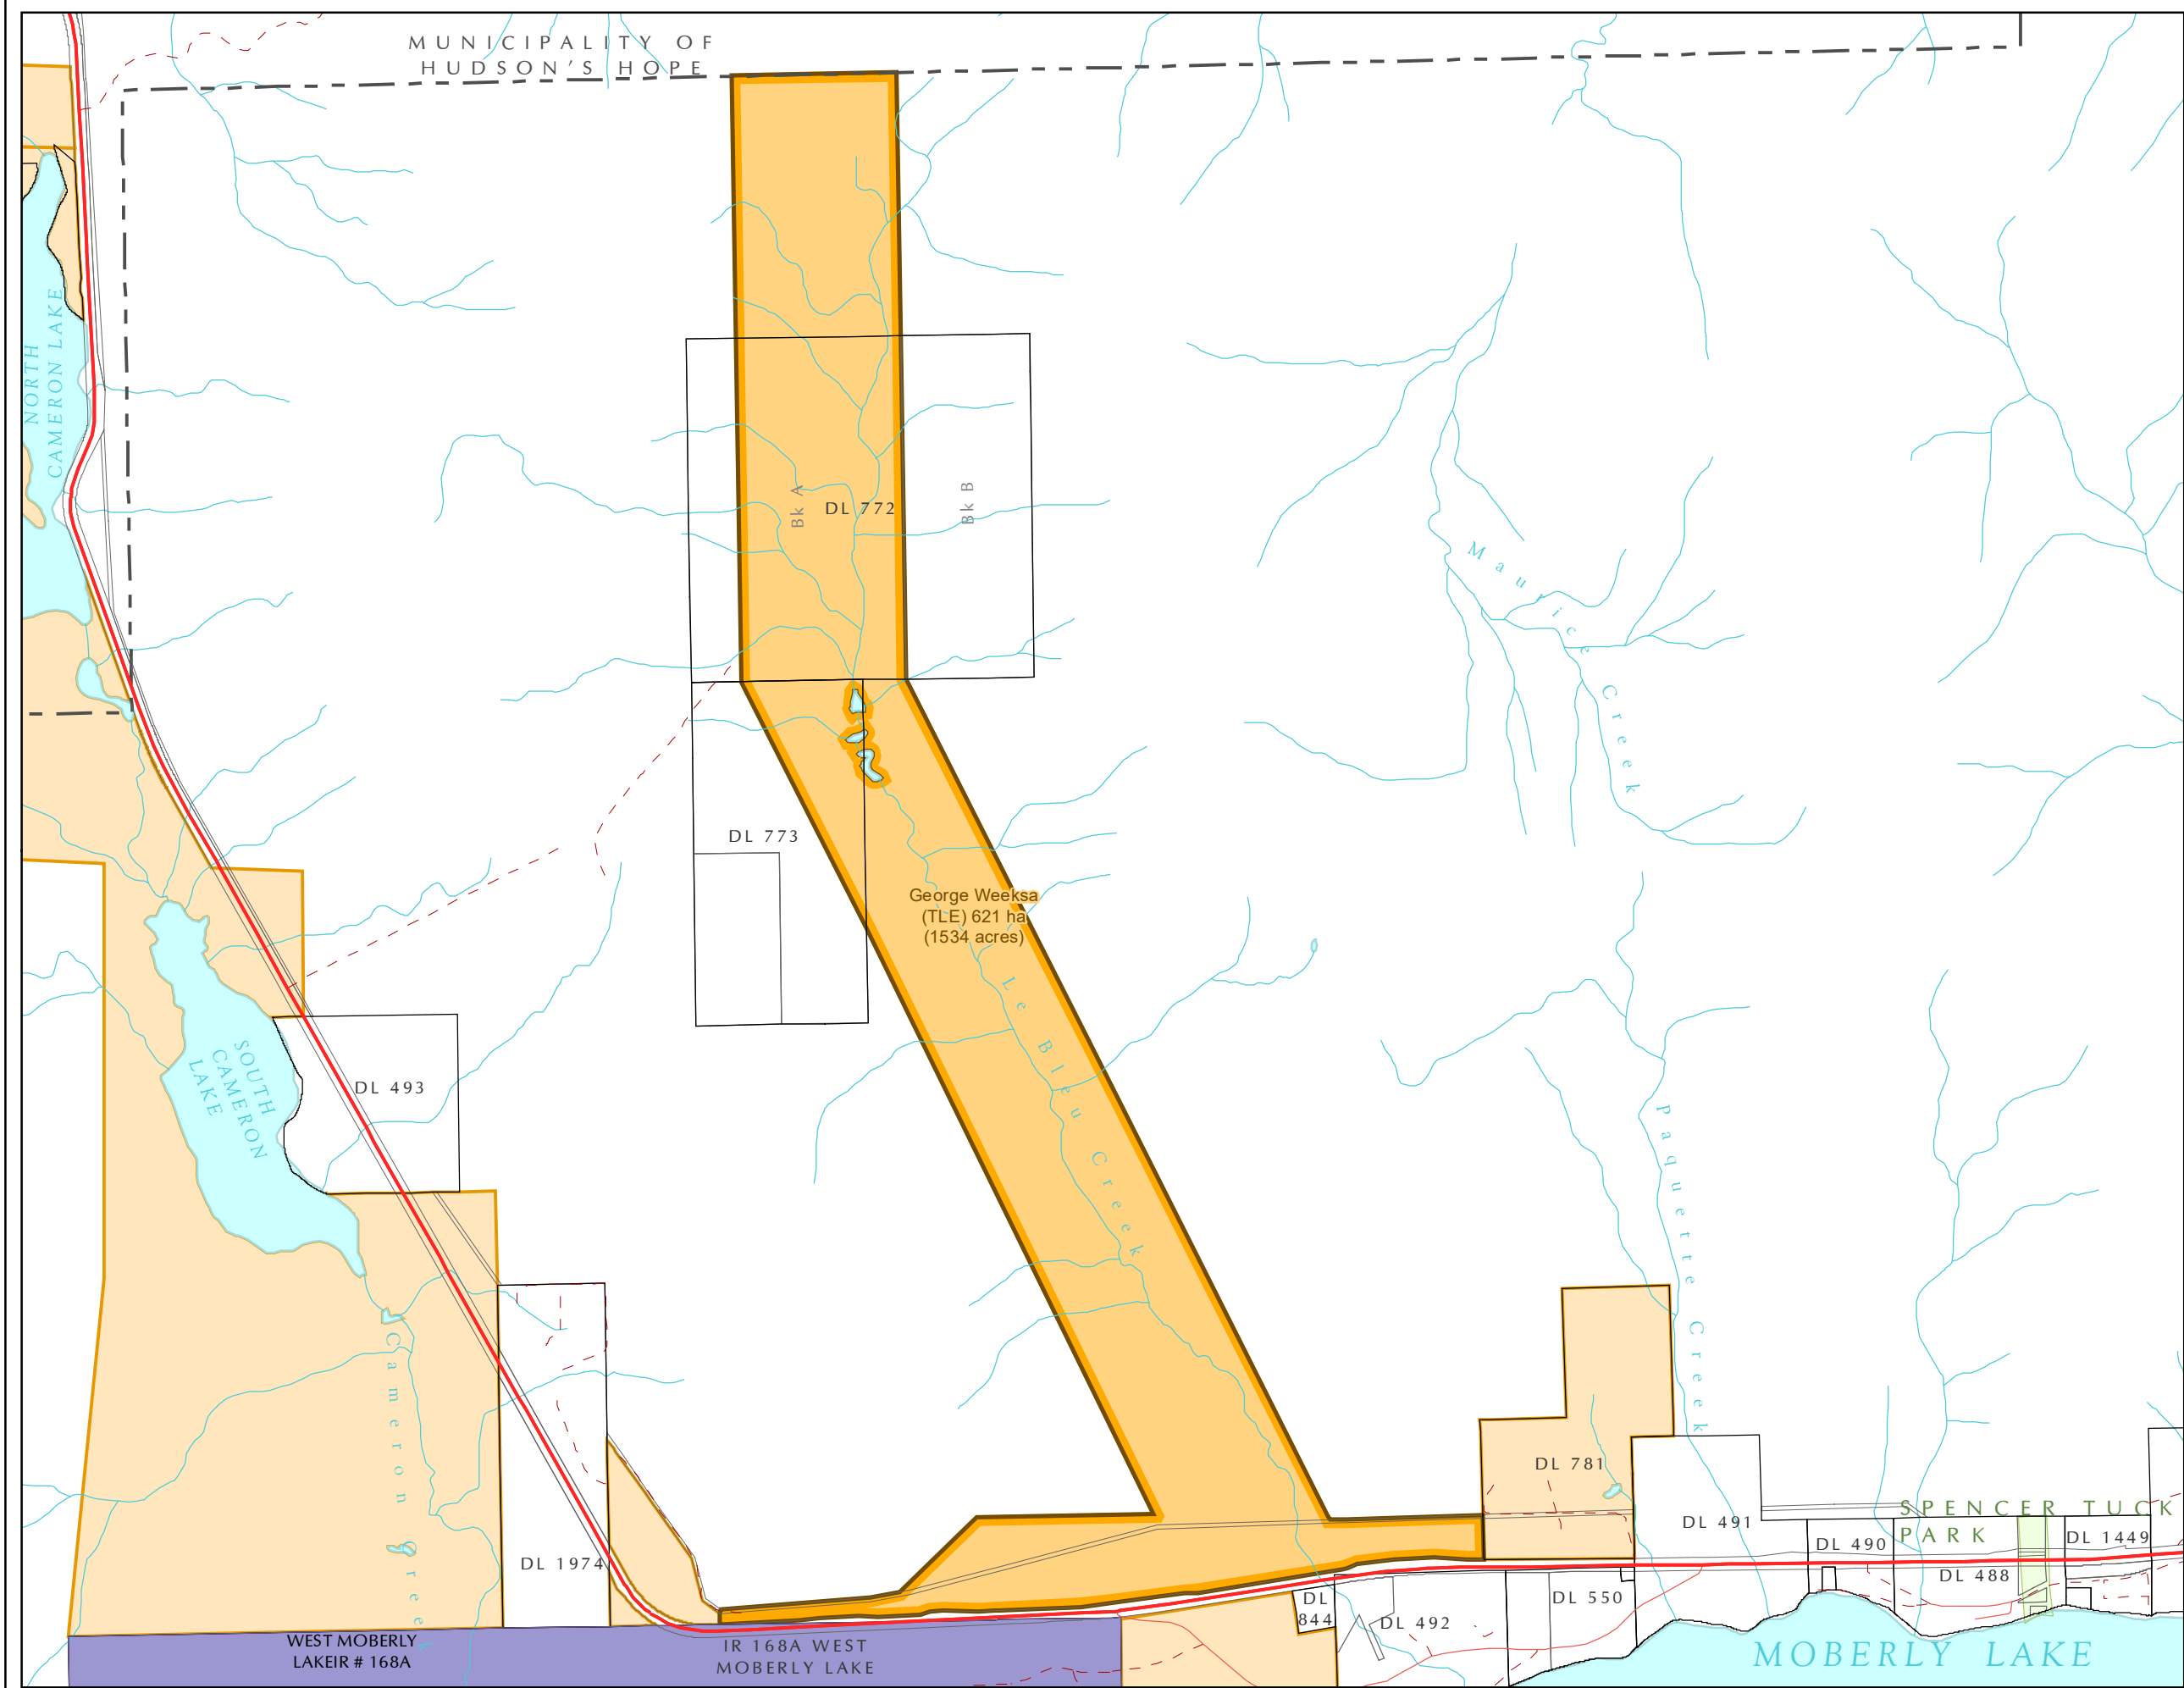 MUNICIPALITY OF
HUDSON'S HOPE
NORTH
CAMERON LAKE
Bk A
DL 772
Bk B
Maurice Creek
DL 773
George Weeksa
(TLE) 621 ha
(1534 acres)
Le Bleu Creek
SOUTH
CAMERON
LAKE
DL 493
Paquette Creek
Cameron Creek
DL 781
DL 1974
DL 491
SPENCER TUCK
PARK
DL 490
DL 1449
DL 488
DL 550
DL
844
DL 492
WEST MOBERLY
LAKEIR # 168A
IR 168A WEST
MOBERLY LAKE
MOBERLY LAKE